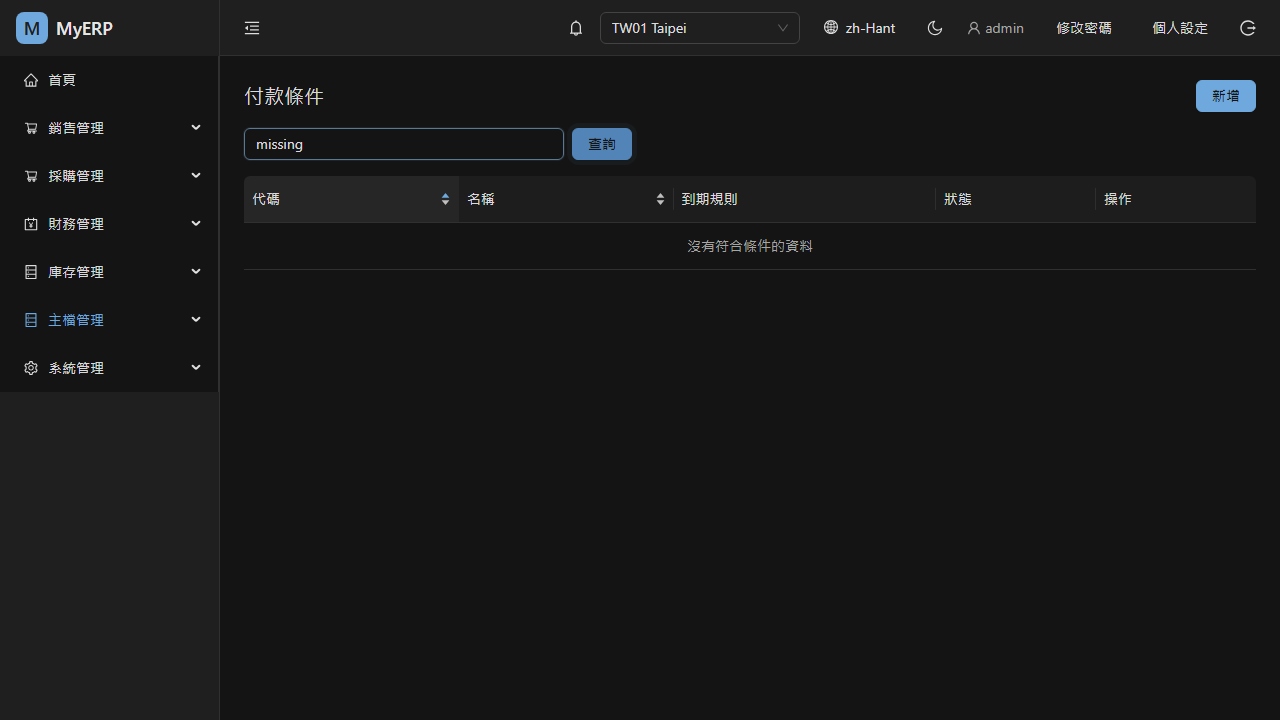 M MyERP
TW01 Taipei
zh-Hant
admin
修改密碼
個人設定
首頁
銷售管理
採購管理
財務管理
庫存管理
主檔管理
系統管理
付款條件
新增
missing
查詢
代碼 名稱 到期規則 狀態 操作
沒有符合條件的資料